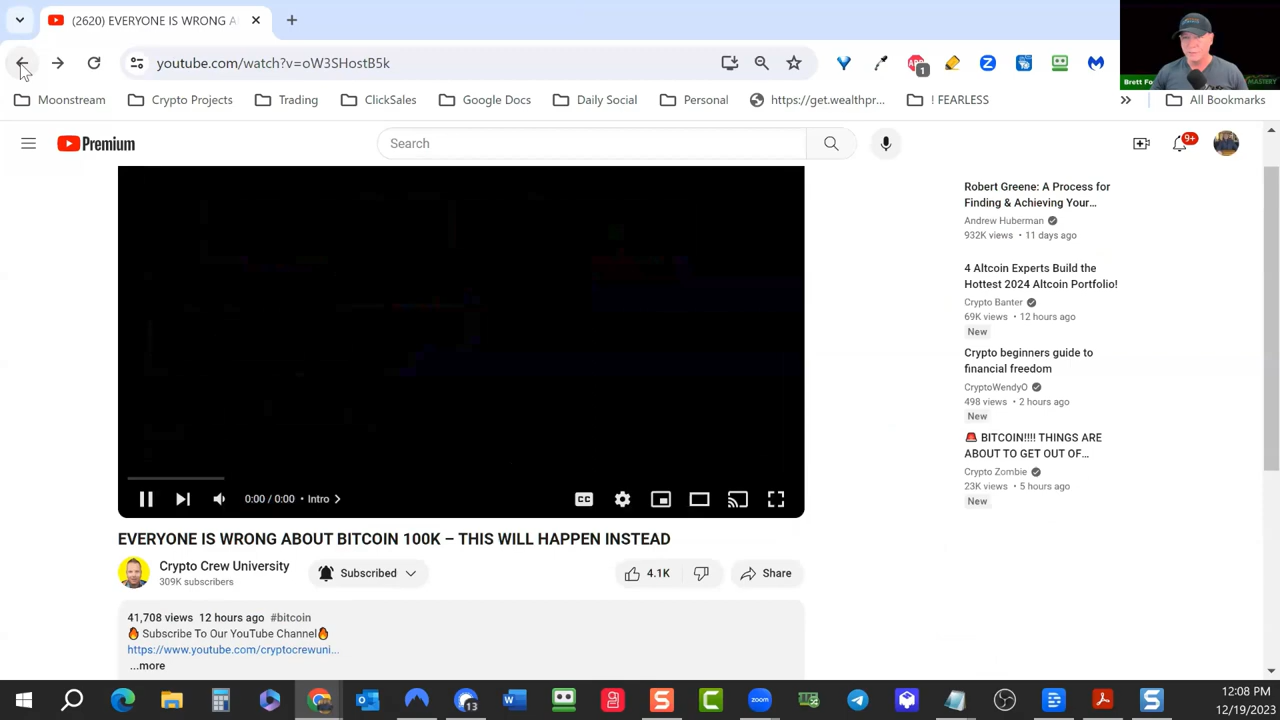 (2620) EVERYONE IS WRONG A
youtube.com/watch?v=oW3SHostB5k
1
Brett Fo
MASTERY
Moonstream
Crypto Projects
Trading
ClickSales
Google Docs
Daily Social
Personal
https://get.wealthpr...
! FEARLESS
All Bookmarks
Premium
Search
9+
Robert Greene: A Process for
Finding & Achieving Your...
Andrew Huberman
932K views • 11 days ago
4 Altcoin Experts Build the
Hottest 2024 Altcoin Portfolio!
Crypto Banter
69K views • 12 hours ago
New
Crypto beginners guide to
financial freedom
CryptoWendyO
498 views • 2 hours ago
New
🚨 BITCOIN!!!! THINGS ARE
ABOUT TO GET OUT OF...
Crypto Zombie
23K views • 5 hours ago
New
0:00 / 0:00 • Intro
CC
EVERYONE IS WRONG ABOUT BITCOIN 100K – THIS WILL HAPPEN INSTEAD
Crypto Crew University
309K subscribers
Subscribed
4.1K
Share
41,708 views 12 hours ago #bitcoin
🔥 Subscribe To Our YouTube Channel🔥
https://www.youtube.com/cryptocrewuni...
...more
13
zoom
12:08 PM
12/19/2023